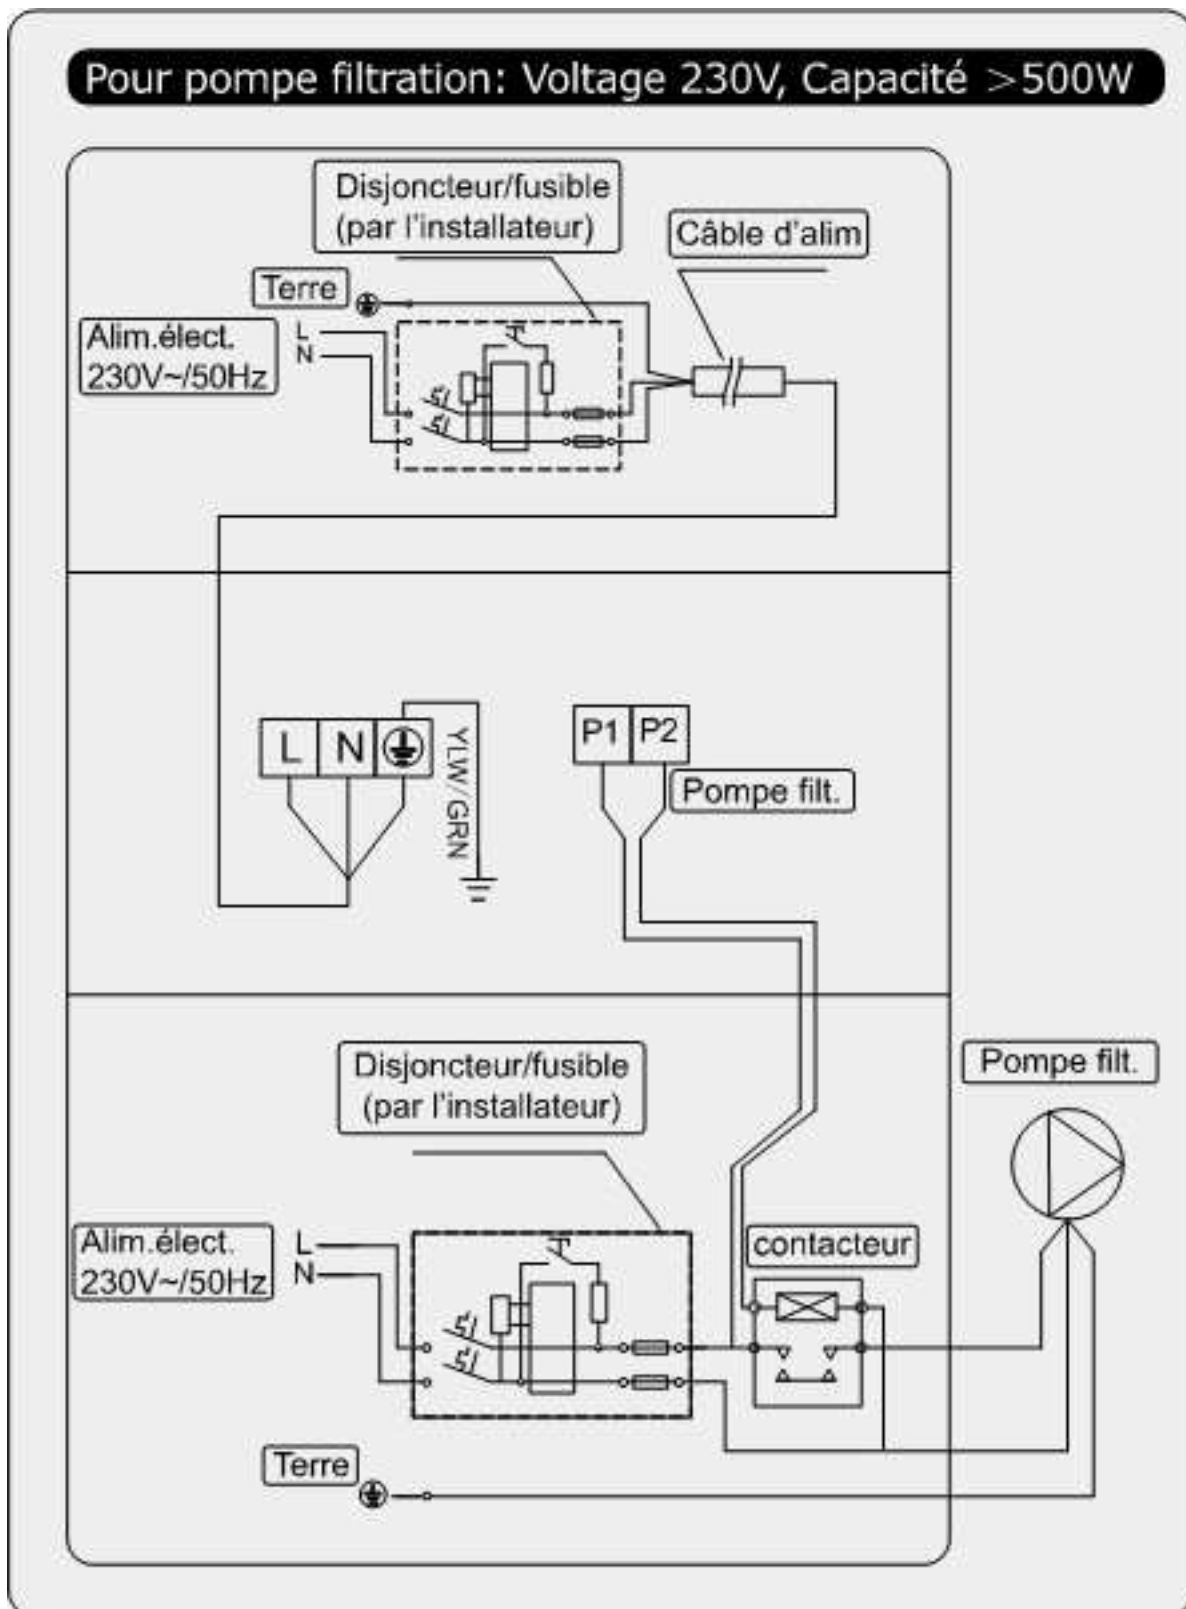 Pour pompe filtration: Voltage 230V, Capacité >500W
Disjoncteur/fusible
(par l'installateur)
Câble d'alim
Terre
Alim.élect.
230V~/50Hz
L
N
L N
YLW/GRN
P1 P2
Pompe filt.
Disjoncteur/fusible
(par l'installateur)
Pompe filt.
Alim.élect.
230V~/50Hz
L
N
contacteur
Terre